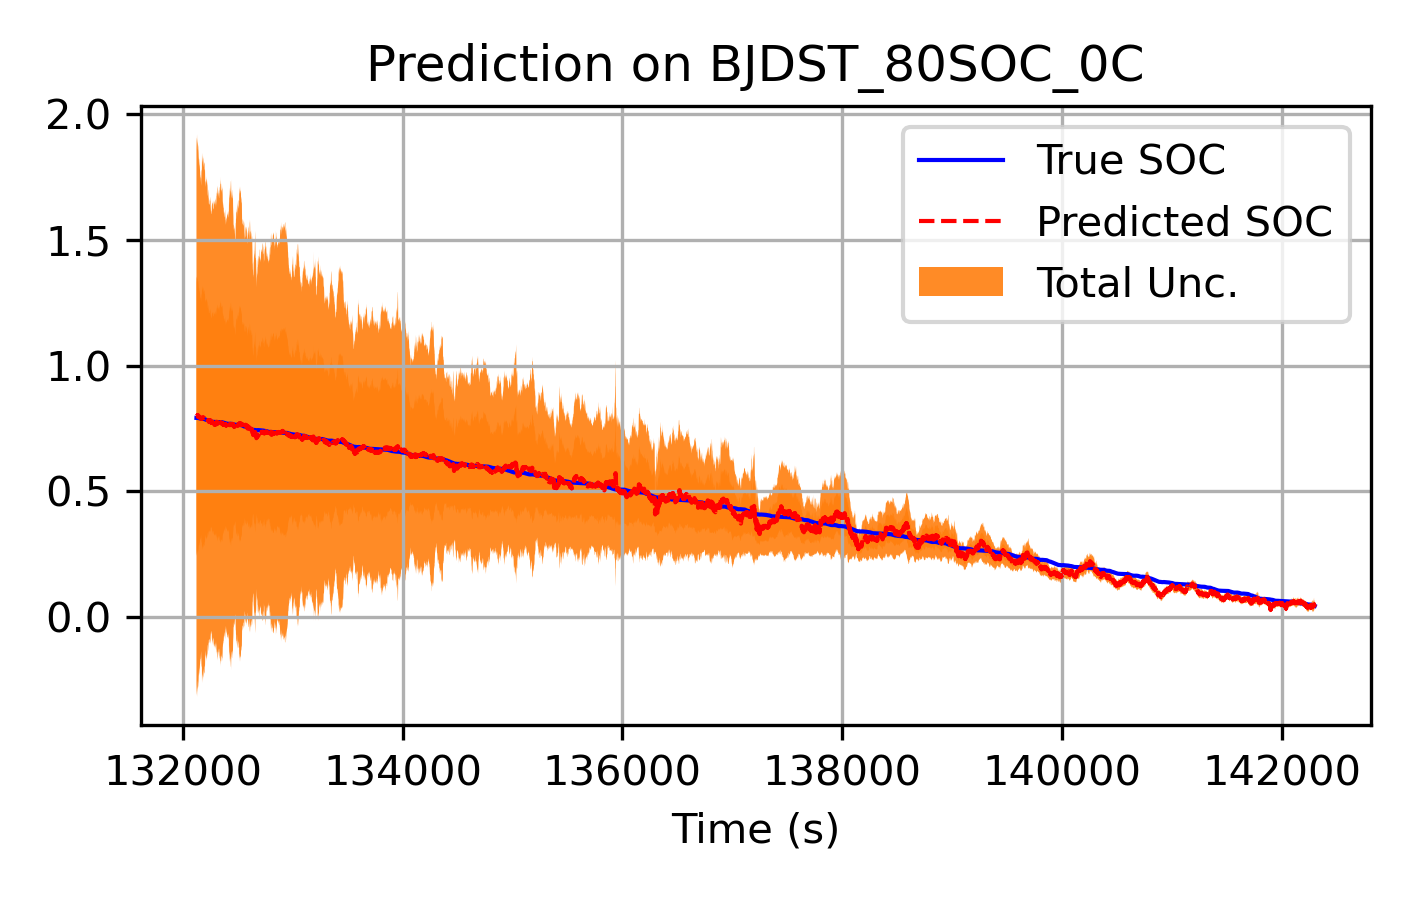 Prediction on BJDST_80SOC_0C
2.0
1.5
1.0
0.5
0.0
True SOC
Predicted SOC
Total Unc.
132000 134000 136000 138000 140000 142000
Time (s)